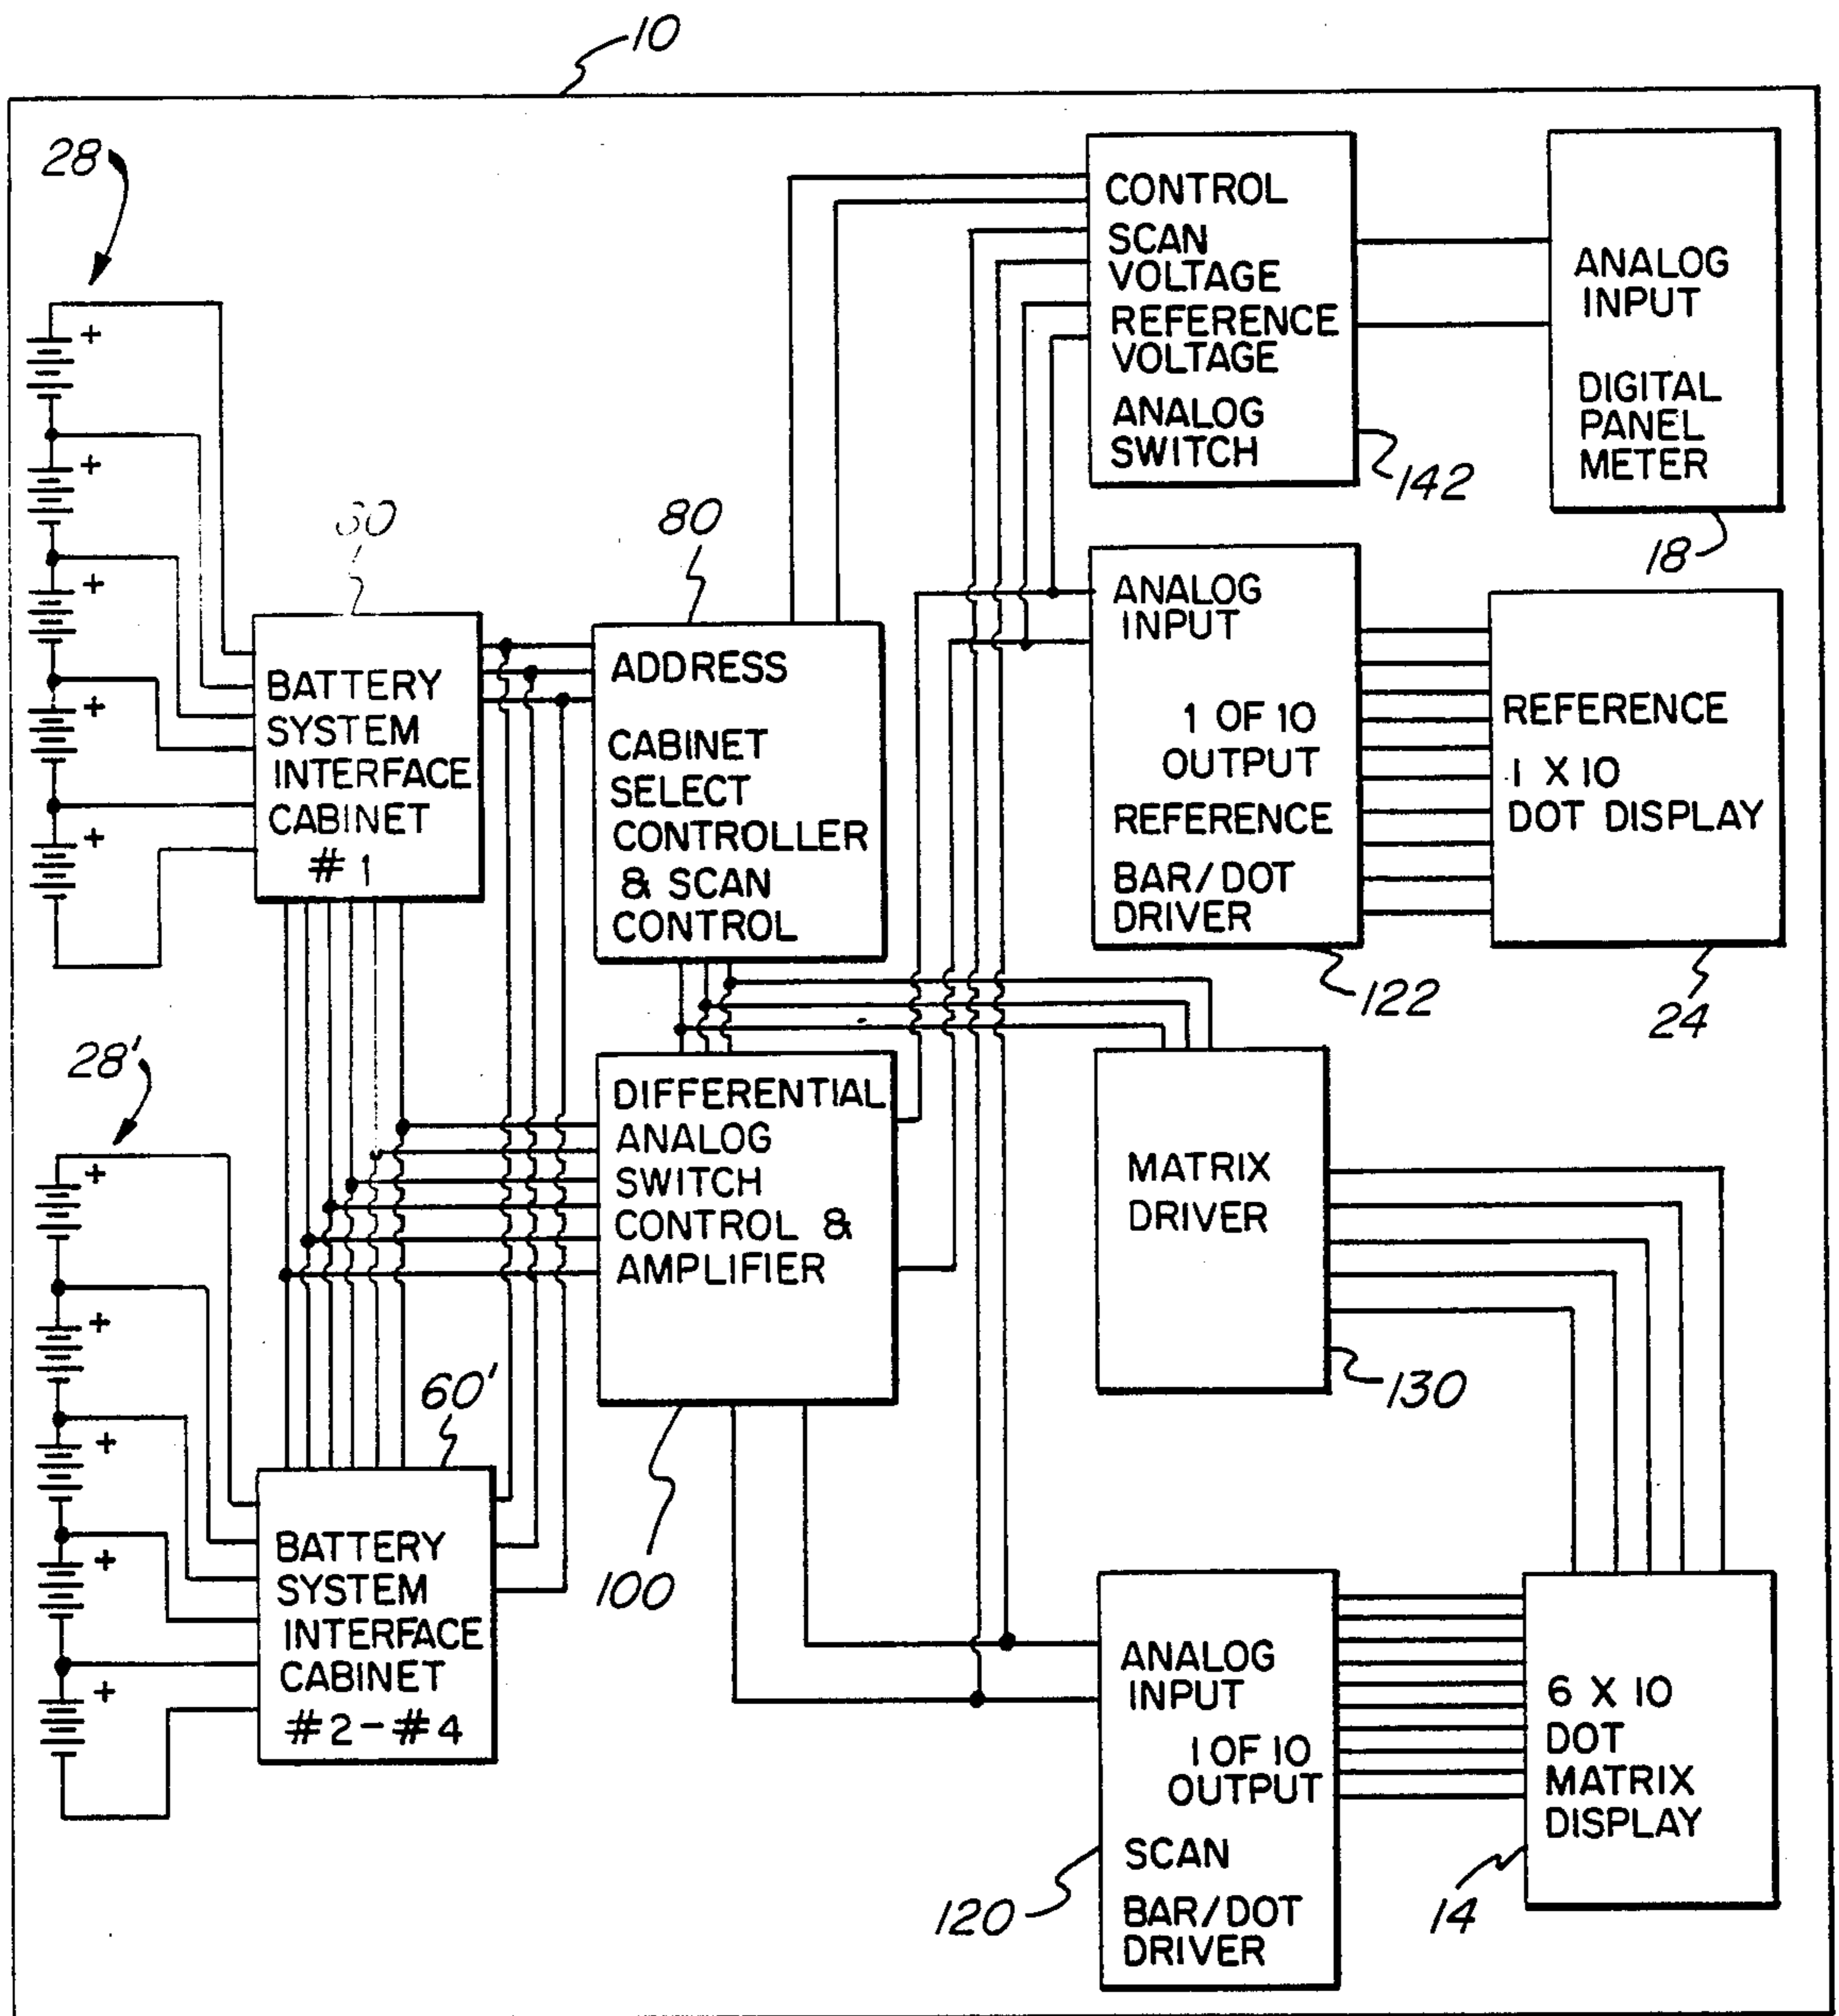 10
28
+
+
+
+
+
BATTERY
SYSTEM
INTERFACE
CABINET
#1
80
ADDRESS
CABINET
SELECT
CONTROLLER
& SCAN
CONTROL
CONTROL
SCAN
VOLTAGE
REFERENCE
VOLTAGE
ANALOG
SWITCH
142
ANALOG
INPUT
DIGITAL
PANEL
METER
18
ANALOG
INPUT
1 OF 10
OUTPUT
REFERENCE
BAR/DOT
DRIVER
122
REFERENCE
1 X 10
DOT DISPLAY
24
28'
+
+
+
+
+
60'
BATTERY
SYSTEM
INTERFACE
CABINET
#2-#4
DIFFERENTIAL
ANALOG
SWITCH
CONTROL &
AMPLIFIER
100
MATRIX
DRIVER
130
ANALOG
INPUT
1 OF 10
OUTPUT
SCAN
BAR/DOT
DRIVER
120
6 X 10
DOT
MATRIX
DISPLAY
14